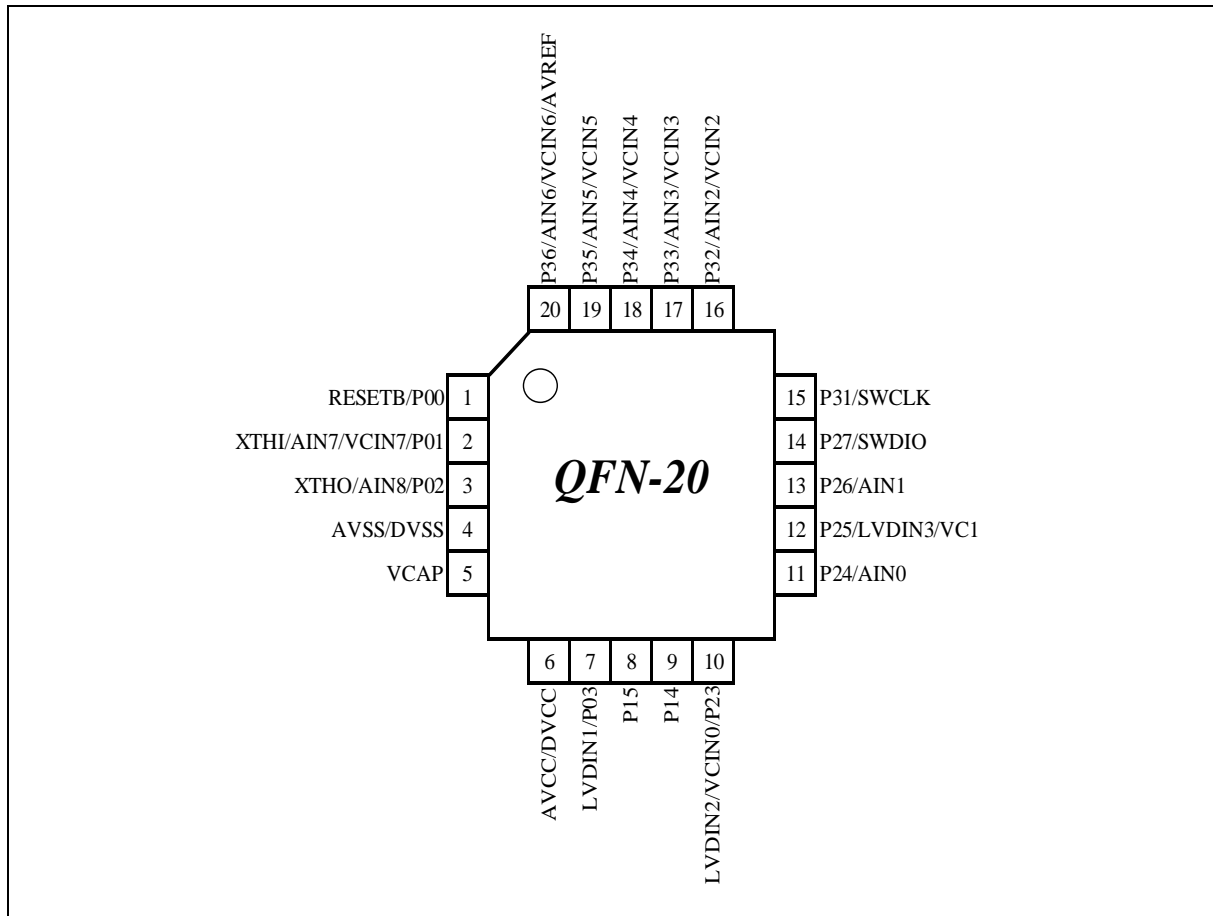 P36/AIN6/VCIN6/AVREF
P35/AIN5/VCIN5
P34/AIN4/VCIN4
P33/AIN3/VCIN3
P32/AIN2/VCIN2
20 19 18 17 16
RESETB/P00 1
XTHI/AIN7/VCIN7/P01 2
XTHO/AIN8/P02 3
AVSS/DVSS 4
VCAP 5
QFN-20
15 P31/SWCLK
14 P27/SWDIO
13 P26/AIN1
12 P25/LVDIN3/VC1
11 P24/AIN0
6 7 8 9 10
AVCC/DVCC
LVDIN1/P03
P15
P14
LVDIN2/VCIN0/P23